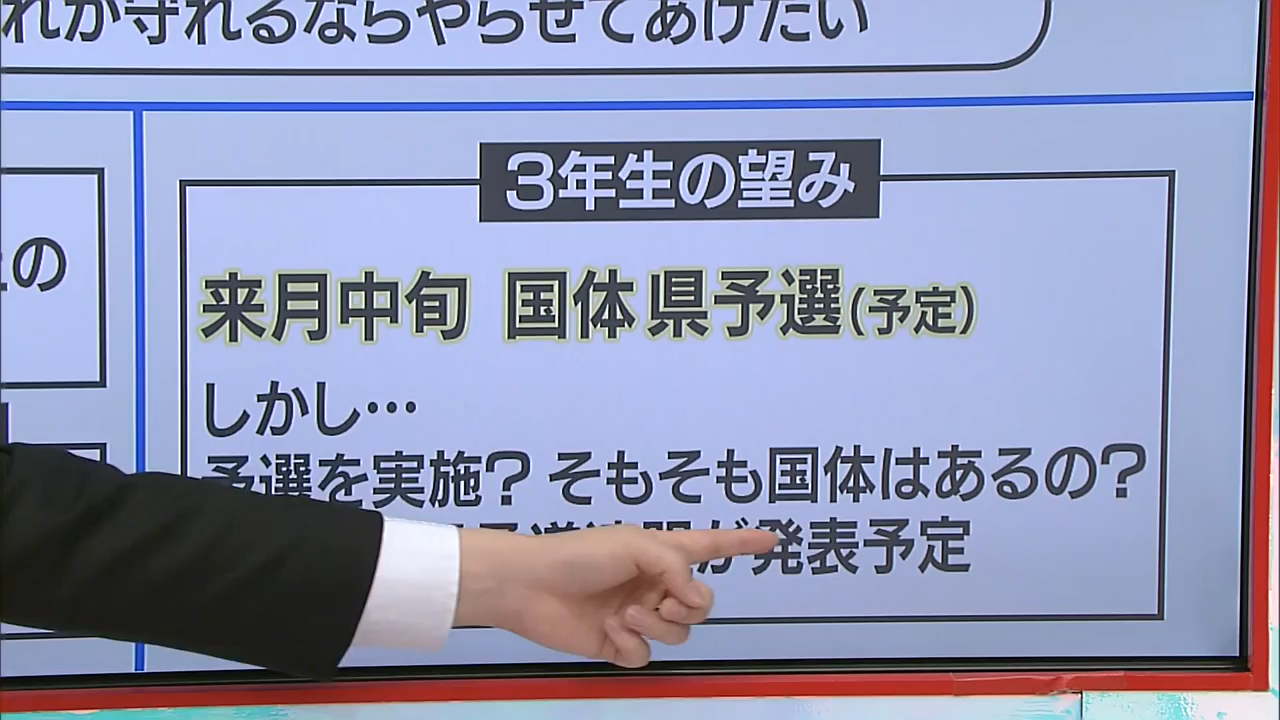 れが守れるならやらせてあげたい
の
3年生の望み
来月中旬 国体県予選(予定)
しかし…
予選を実施? そもそも国体はあるの?
が発表予定